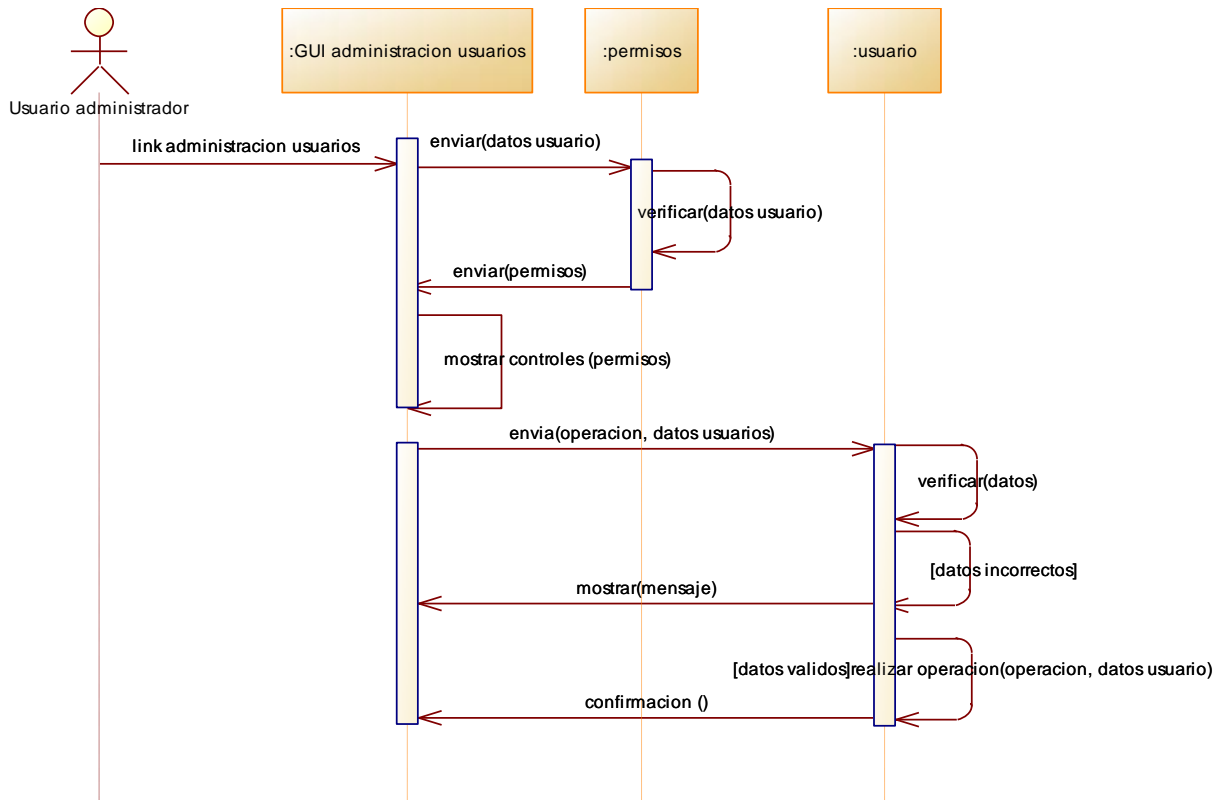 :GUI administracion usuarios
:permisos
:usuario
Usuario administrador
link administracion usuarios
enviar(datos usuario)
verificar(datos usuario)
enviar(permisos)
mostrar controles (permisos)
envia(operacion, datos usuarios)
verificar(datos)
[datos incorrectos]
mostrar(mensaje)
[datos validos]realizar operacion(operacion, datos usuario)
confirmacion ()